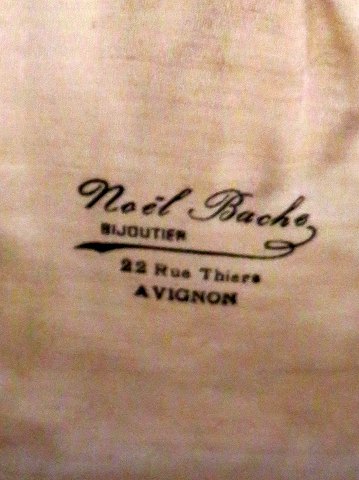 Noël Bache
BIJOUTIER
22 Rue Thiers
AVIGNON